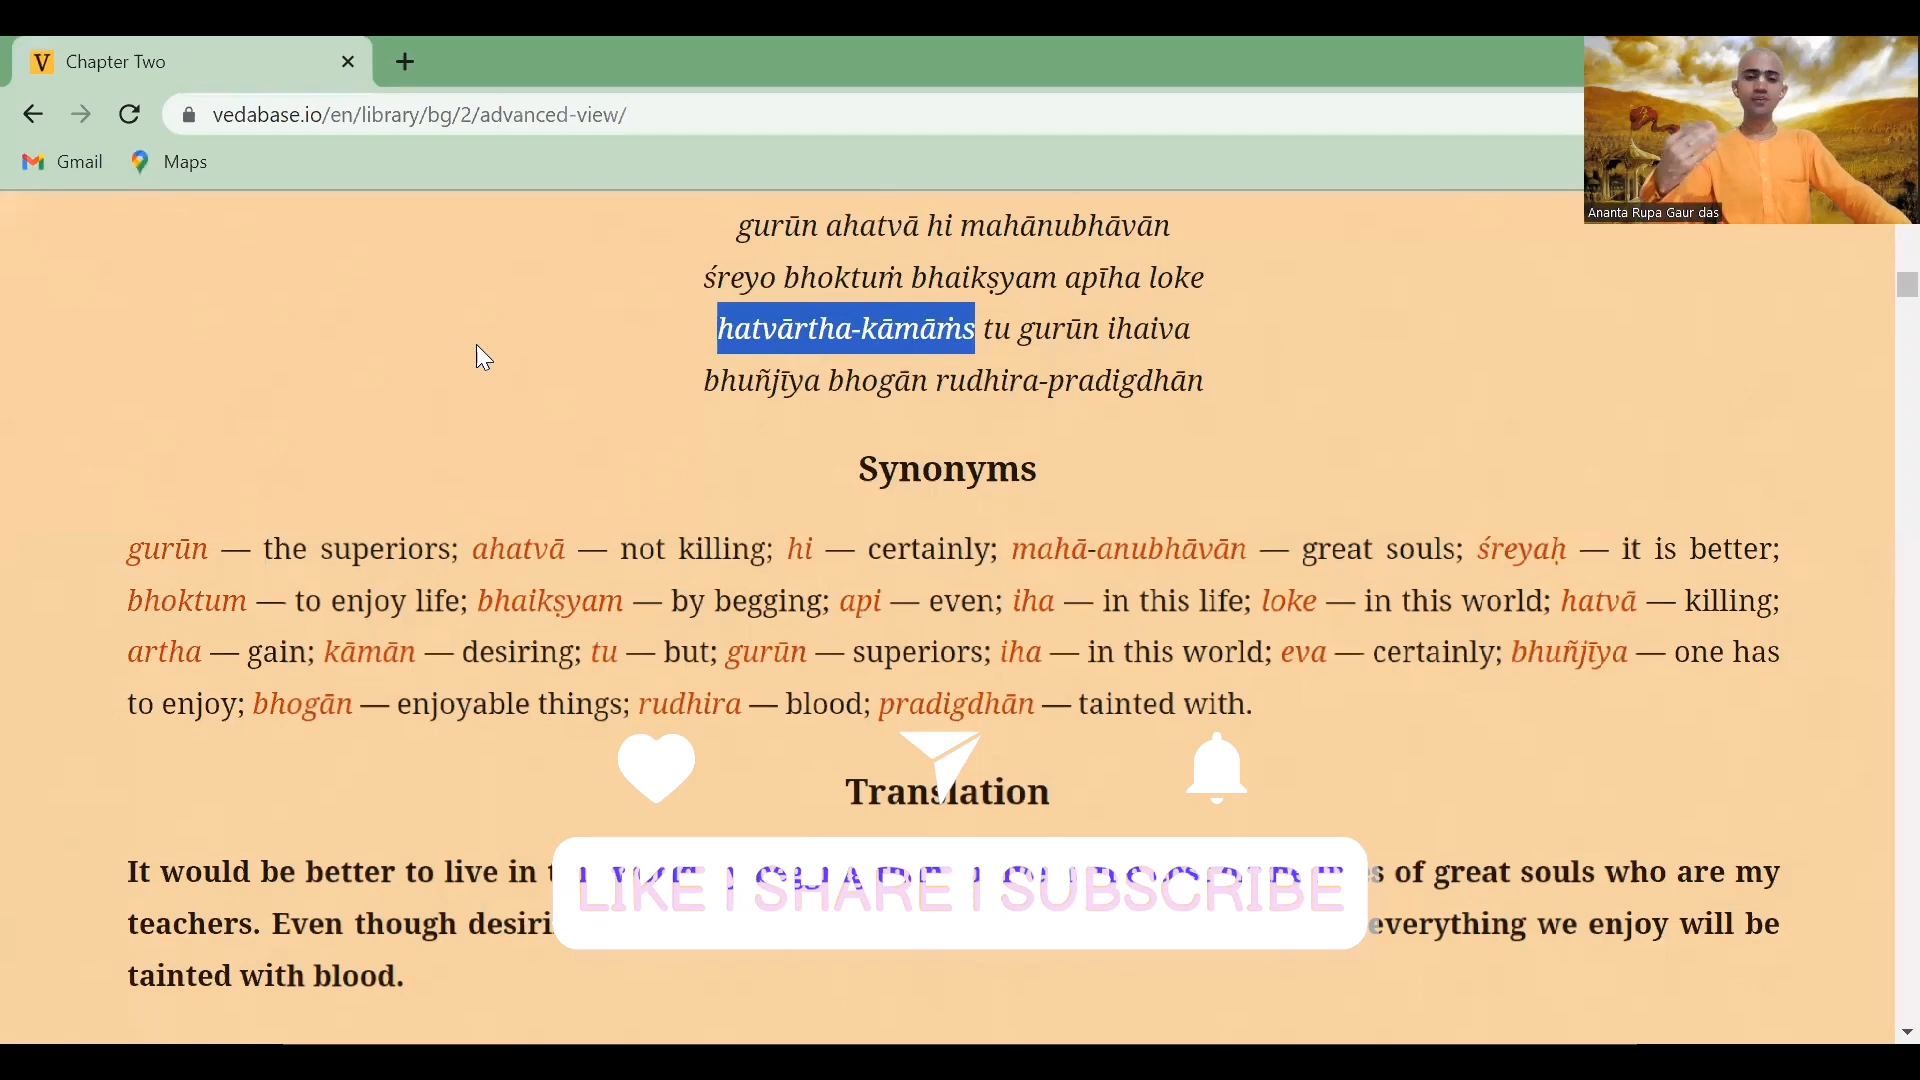 Chapter Two
vedabase.io/en/library/bg/2/advanced-view/
Gmail
Maps
Ananta Rupa Gaur das
gurūn ahatvā hi mahānubhāvān
śreyo bhoktuṁ bhaikṣyam apīha loke
hatvārtha-kāmāṁs tu gurūn ihaiva
bhuñjīya bhogān rudhira-pradigdhān
Synonyms
gurūn — the superiors; ahatvā — not killing; hi — certainly; mahā-anubhāvān — great souls; śreyaḥ — it is better;
bhoktum — to enjoy life; bhaikṣyam — by begging; api — even; iha — in this life; loke — in this world; hatvā — killing;
artha — gain; kāmān — desiring; tu — but; gurūn — superiors; iha — in this world; eva — certainly; bhuñjīya — one has
to enjoy; bhogān — enjoyable things; rudhira — blood; pradigdhān — tainted with.
Translation
It would be better to live in of great souls who are my
LIKE I SHARE I SUBSCRIBE
teachers. Even though everything we enjoy will be
tainted with blood.